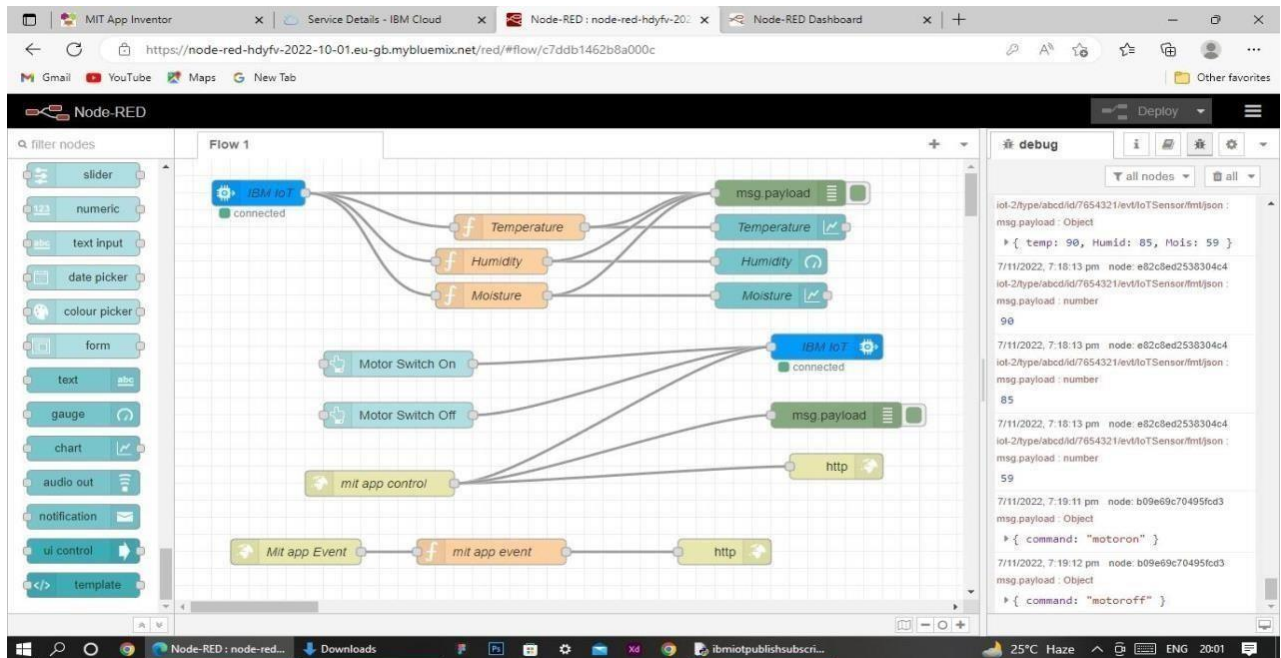 MIT App Inventor
Service Details - IBM Cloud
Node-RED : node-red-hdyfv-202
Node-RED Dashboard
https://node-red-hdyfv-2022-10-01.eu-gb.mybluemix.net/red/#flow/c7ddb1462b8a000c
Gmail YouTube Maps New Tab
Other favorites
Node-RED
Deploy
filter nodes
slider
123 numeric
abc text input
date picker
colour picker
form
text abc
gauge
chart
audio out
notification
ui control
</> template
Flow 1
IBM IoT
connected
msg.payload
f Temperature
Temperature
f Humidity
Humidity
f Moisture
Moisture
Motor Switch On
IBM IoT
connected
Motor Switch Off
msg.payload
mit app control
http
Mit app Event
f mit app event
http
debug
i
all nodes
all
iot-2/type/abcd/id/7654321/evt/IoTSensor/fmt/json :
msg.payload : Object
{ temp: 90, Humid: 85, Mois: 59 }
7/11/2022, 7:18:13 pm node: e82c8ed2538304c4
iot-2/type/abcd/id/7654321/evt/IoTSensor/fmt/json :
msg.payload : number
90
7/11/2022, 7:18:13 pm node: e82c8ed2538304c4
iot-2/type/abcd/id/7654321/evt/IoTSensor/fmt/json :
msg.payload : number
85
7/11/2022, 7:18:13 pm node: e82c8ed2538304c4
iot-2/type/abcd/id/7654321/evt/IoTSensor/fmt/json :
msg.payload : number
59
7/11/2022, 7:19:11 pm node: b09e69c70495fcd3
msg.payload : Object
{ command: "motoron" }
7/11/2022, 7:19:12 pm node: b09e69c70495fcd3
msg.payload : Object
{ command: "motoroff" }
Node-RED : node-red...
Downloads
Ps
Xd
ibmiotpublishsubscri...
25°C Haze
ENG
20:01